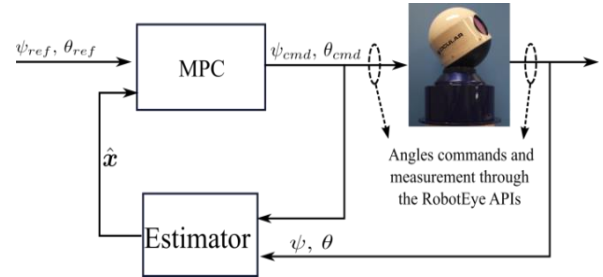 ψ_ref, θ_ref
MPC
ψ_cmd, θ_cmd
x̂
Angles commands and
measurement through
the RobotEye APIs
Estimator
ψ, θ